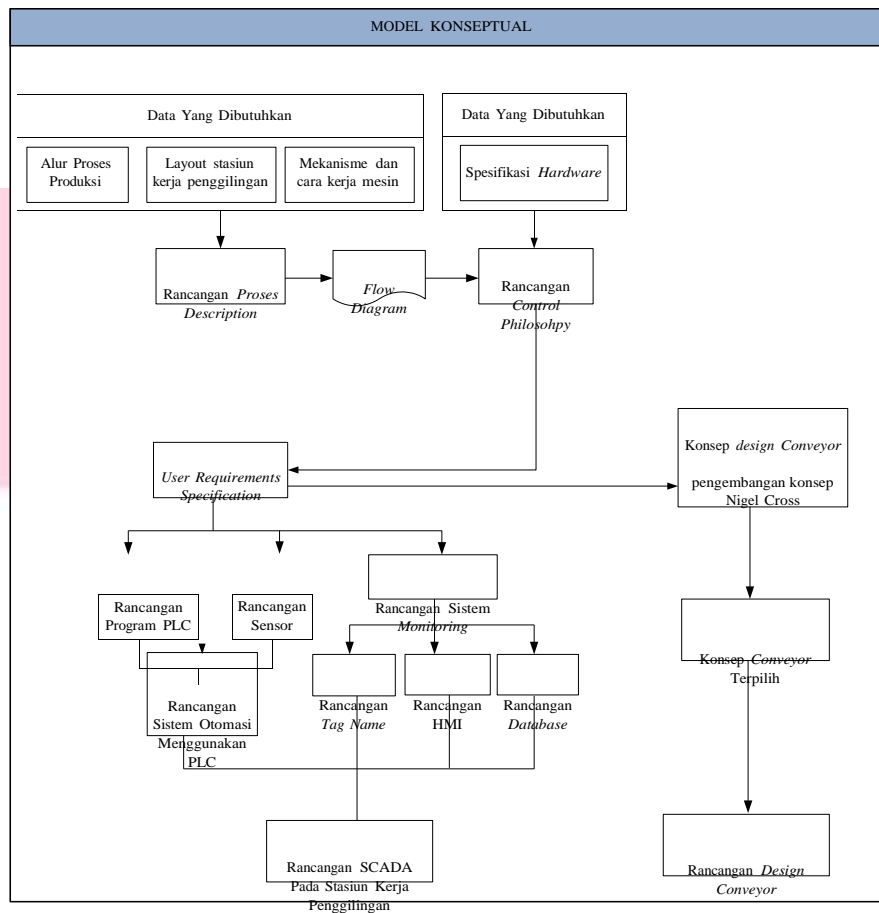 MODEL KONSEPTUAL
Data Yang Dibutuhkan
Alur Proses
Produksi
Layout stasiun
kerja penggilingan
Mekanisme dan
cara kerja mesin
Data Yang Dibutuhkan
Spesifikasi Hardware
Rancangan Proses
Description
Flow
Diagram
Rancangan
Control
Philosohpy
User Requirements
Specification
Konsep design Conveyor
pengembangan konsep
Nigel Cross
Rancangan
Program PLC
Rancangan
Sensor
Rancangan Sistem
Monitoring
Rancangan
Sistem Otomasi
Menggunakan
PLC
Rancangan
Tag Name
Rancangan
HMI
Rancangan
Database
Konsep Conveyor
Terpilih
Rancangan SCADA
Pada Stasiun Kerja
Penggilingan
Rancangan Design
Conveyor